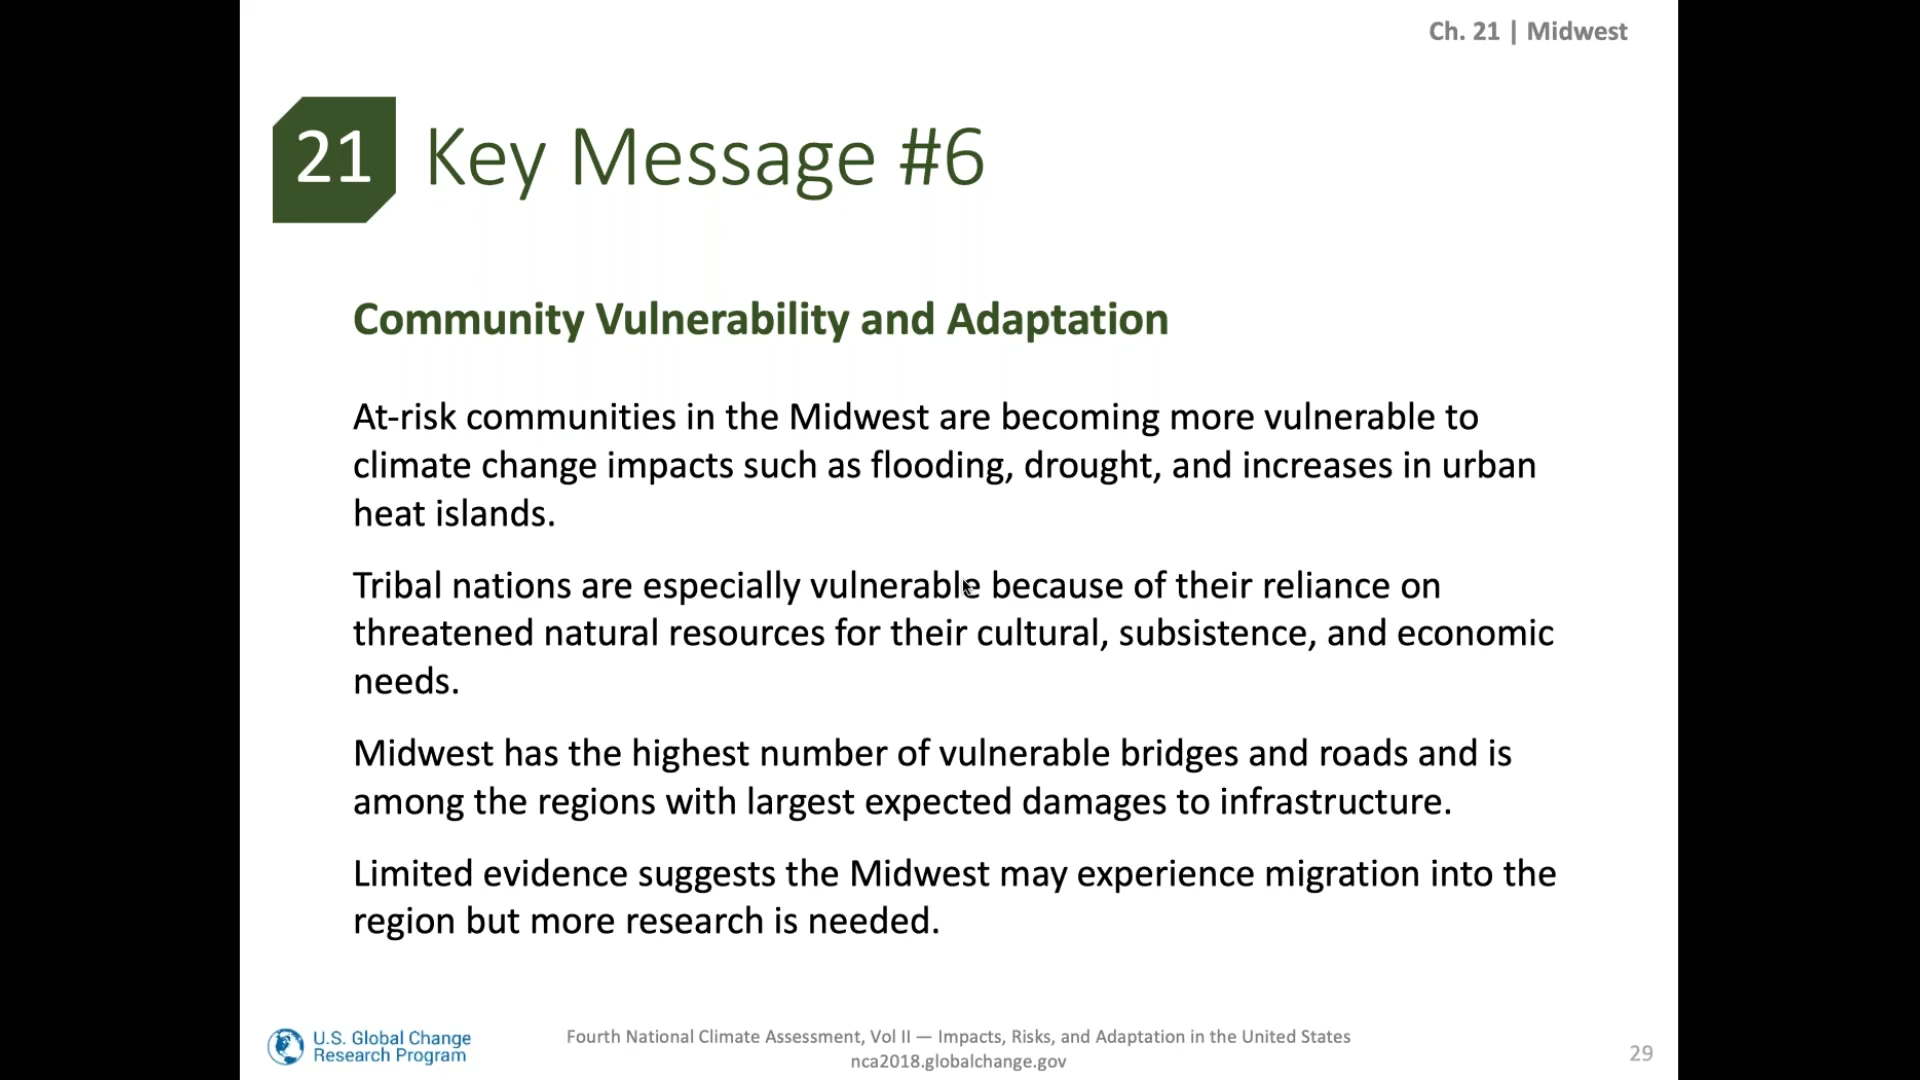 Ch. 21 | Midwest
21 Key Message #6
Community Vulnerability and Adaptation
At-risk communities in the Midwest are becoming more vulnerable to
climate change impacts such as flooding, drought, and increases in urban
heat islands.
Tribal nations are especially vulnerable because of their reliance on
threatened natural resources for their cultural, subsistence, and economic
needs.
Midwest has the highest number of vulnerable bridges and roads and is
among the regions with largest expected damages to infrastructure.
Limited evidence suggests the Midwest may experience migration into the
region but more research is needed.
U.S. Global Change
Research Program
Fourth National Climate Assessment, Vol II — Impacts, Risks, and Adaptation in the United States
nca2018.globalchange.gov
29